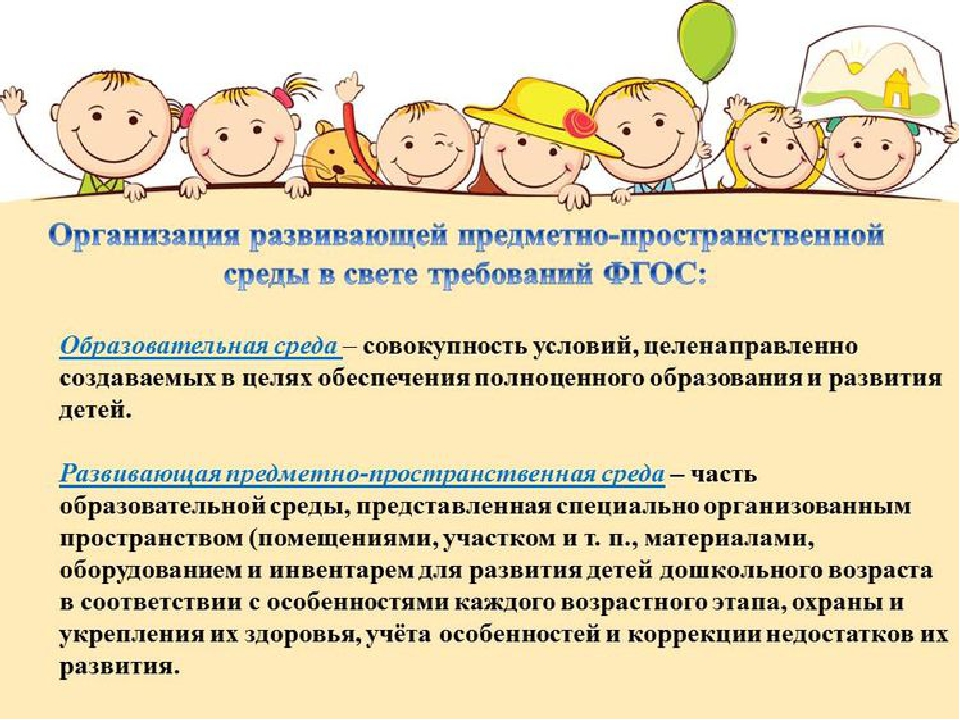 Организация развивающей предметно-пространственной
среды в свете требований ФГОС:
Образовательная среда – совокупность условий, целенаправленно
создаваемых в целях обеспечения полноценного образования и развития
детей.
Развивающая предметно-пространственная среда – часть
образовательной среды, представленная специально организованным
пространством (помещениями, участком и т. п., материалами,
оборудованием и инвентарем для развития детей дошкольного возраста
в соответствии с особенностями каждого возрастного этапа, охраны и
укрепления их здоровья, учёта особенностей и коррекции недостатков их
развития.